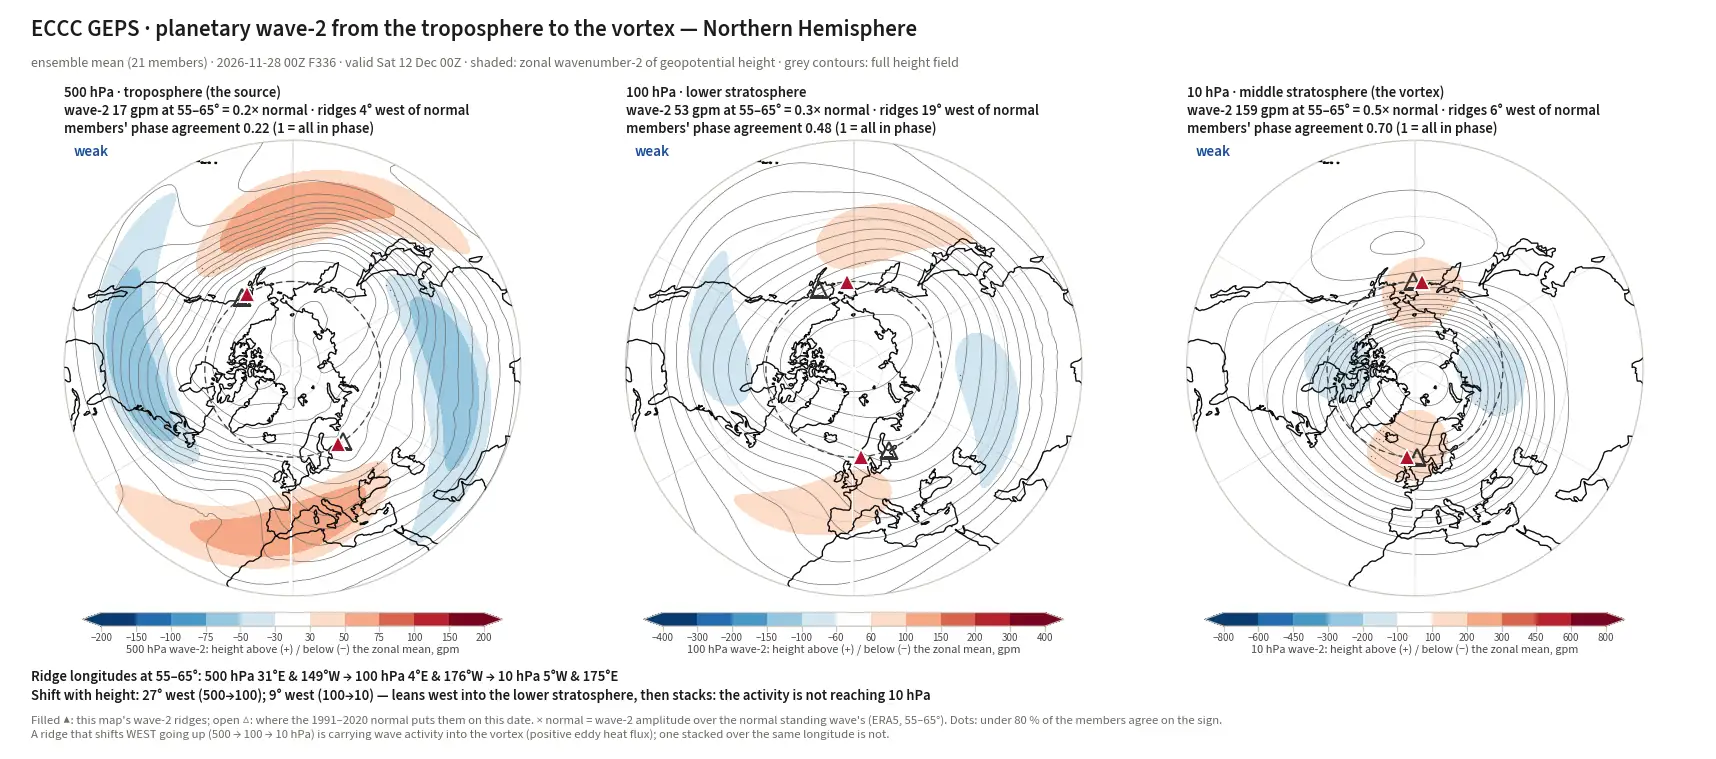 ECCC GEPS · planetary wave-2 from the troposphere to the vortex — Northern Hemisphere
ensemble mean (21 members) · 2026-11-28 00Z F336 · valid Sat 12 Dec 00Z · shaded: zonal wavenumber-2 of geopotential height · grey contours: full height field
500 hPa · troposphere (the source)
wave-2 17 gpm at 55–65° = 0.2× normal · ridges 4° west of normal
members' phase agreement 0.22 (1 = all in phase)
weak
100 hPa · lower stratosphere
wave-2 53 gpm at 55–65° = 0.3× normal · ridges 19° west of normal
members' phase agreement 0.48 (1 = all in phase)
weak
10 hPa · middle stratosphere (the vortex)
wave-2 159 gpm at 55–65° = 0.5× normal · ridges 6° west of normal
members' phase agreement 0.70 (1 = all in phase)
weak
−200 −150 −100 −75 −50 −30 30 50 75 100 150 200
500 hPa wave-2: height above (+) / below (−) the zonal mean, gpm
−400 −300 −200 −150 −100 −60 60 100 150 200 300 400
100 hPa wave-2: height above (+) / below (−) the zonal mean, gpm
−800 −600 −450 −300 −200 −100 100 200 300 450 600 800
10 hPa wave-2: height above (+) / below (−) the zonal mean, gpm
Ridge longitudes at 55–65°: 500 hPa 31°E & 149°W → 100 hPa 4°E & 176°W → 10 hPa 5°W & 175°E
Shift with height: 27° west (500→100); 9° west (100→10) — leans west into the lower stratosphere, then stacks: the activity is not reaching 10 hPa
Filled ▲: this map's wave-2 ridges; open △: where the 1991–2020 normal puts them on this date. × normal = wave-2 amplitude over the normal standing wave's (ERA5, 55–65°). Dots: under 80 % of the members agree on the sign.
A ridge that shifts WEST going up (500 → 100 → 10 hPa) is carrying wave activity into the vortex (positive eddy heat flux); one stacked over the same longitude is not.